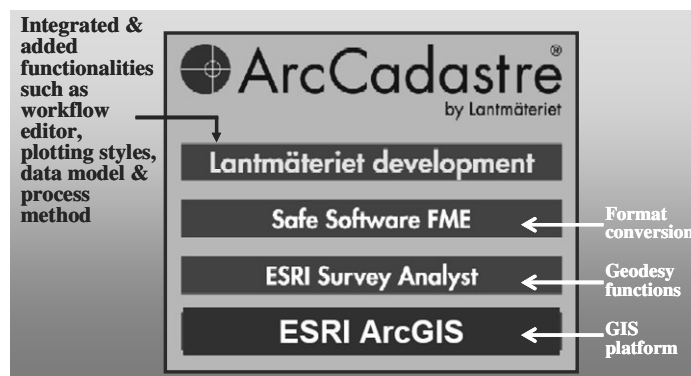 Integrated &
added
functionalities
such as
workflow
editor,
plotting styles,
data model &
process
method
ArcCadastre®
by Lantmäteriet
Lantmäteriet development
Safe Software FME
Format
conversion
ESRI Survey Analyst
Geodesy
functions
ESRI ArcGIS
GIS
platform